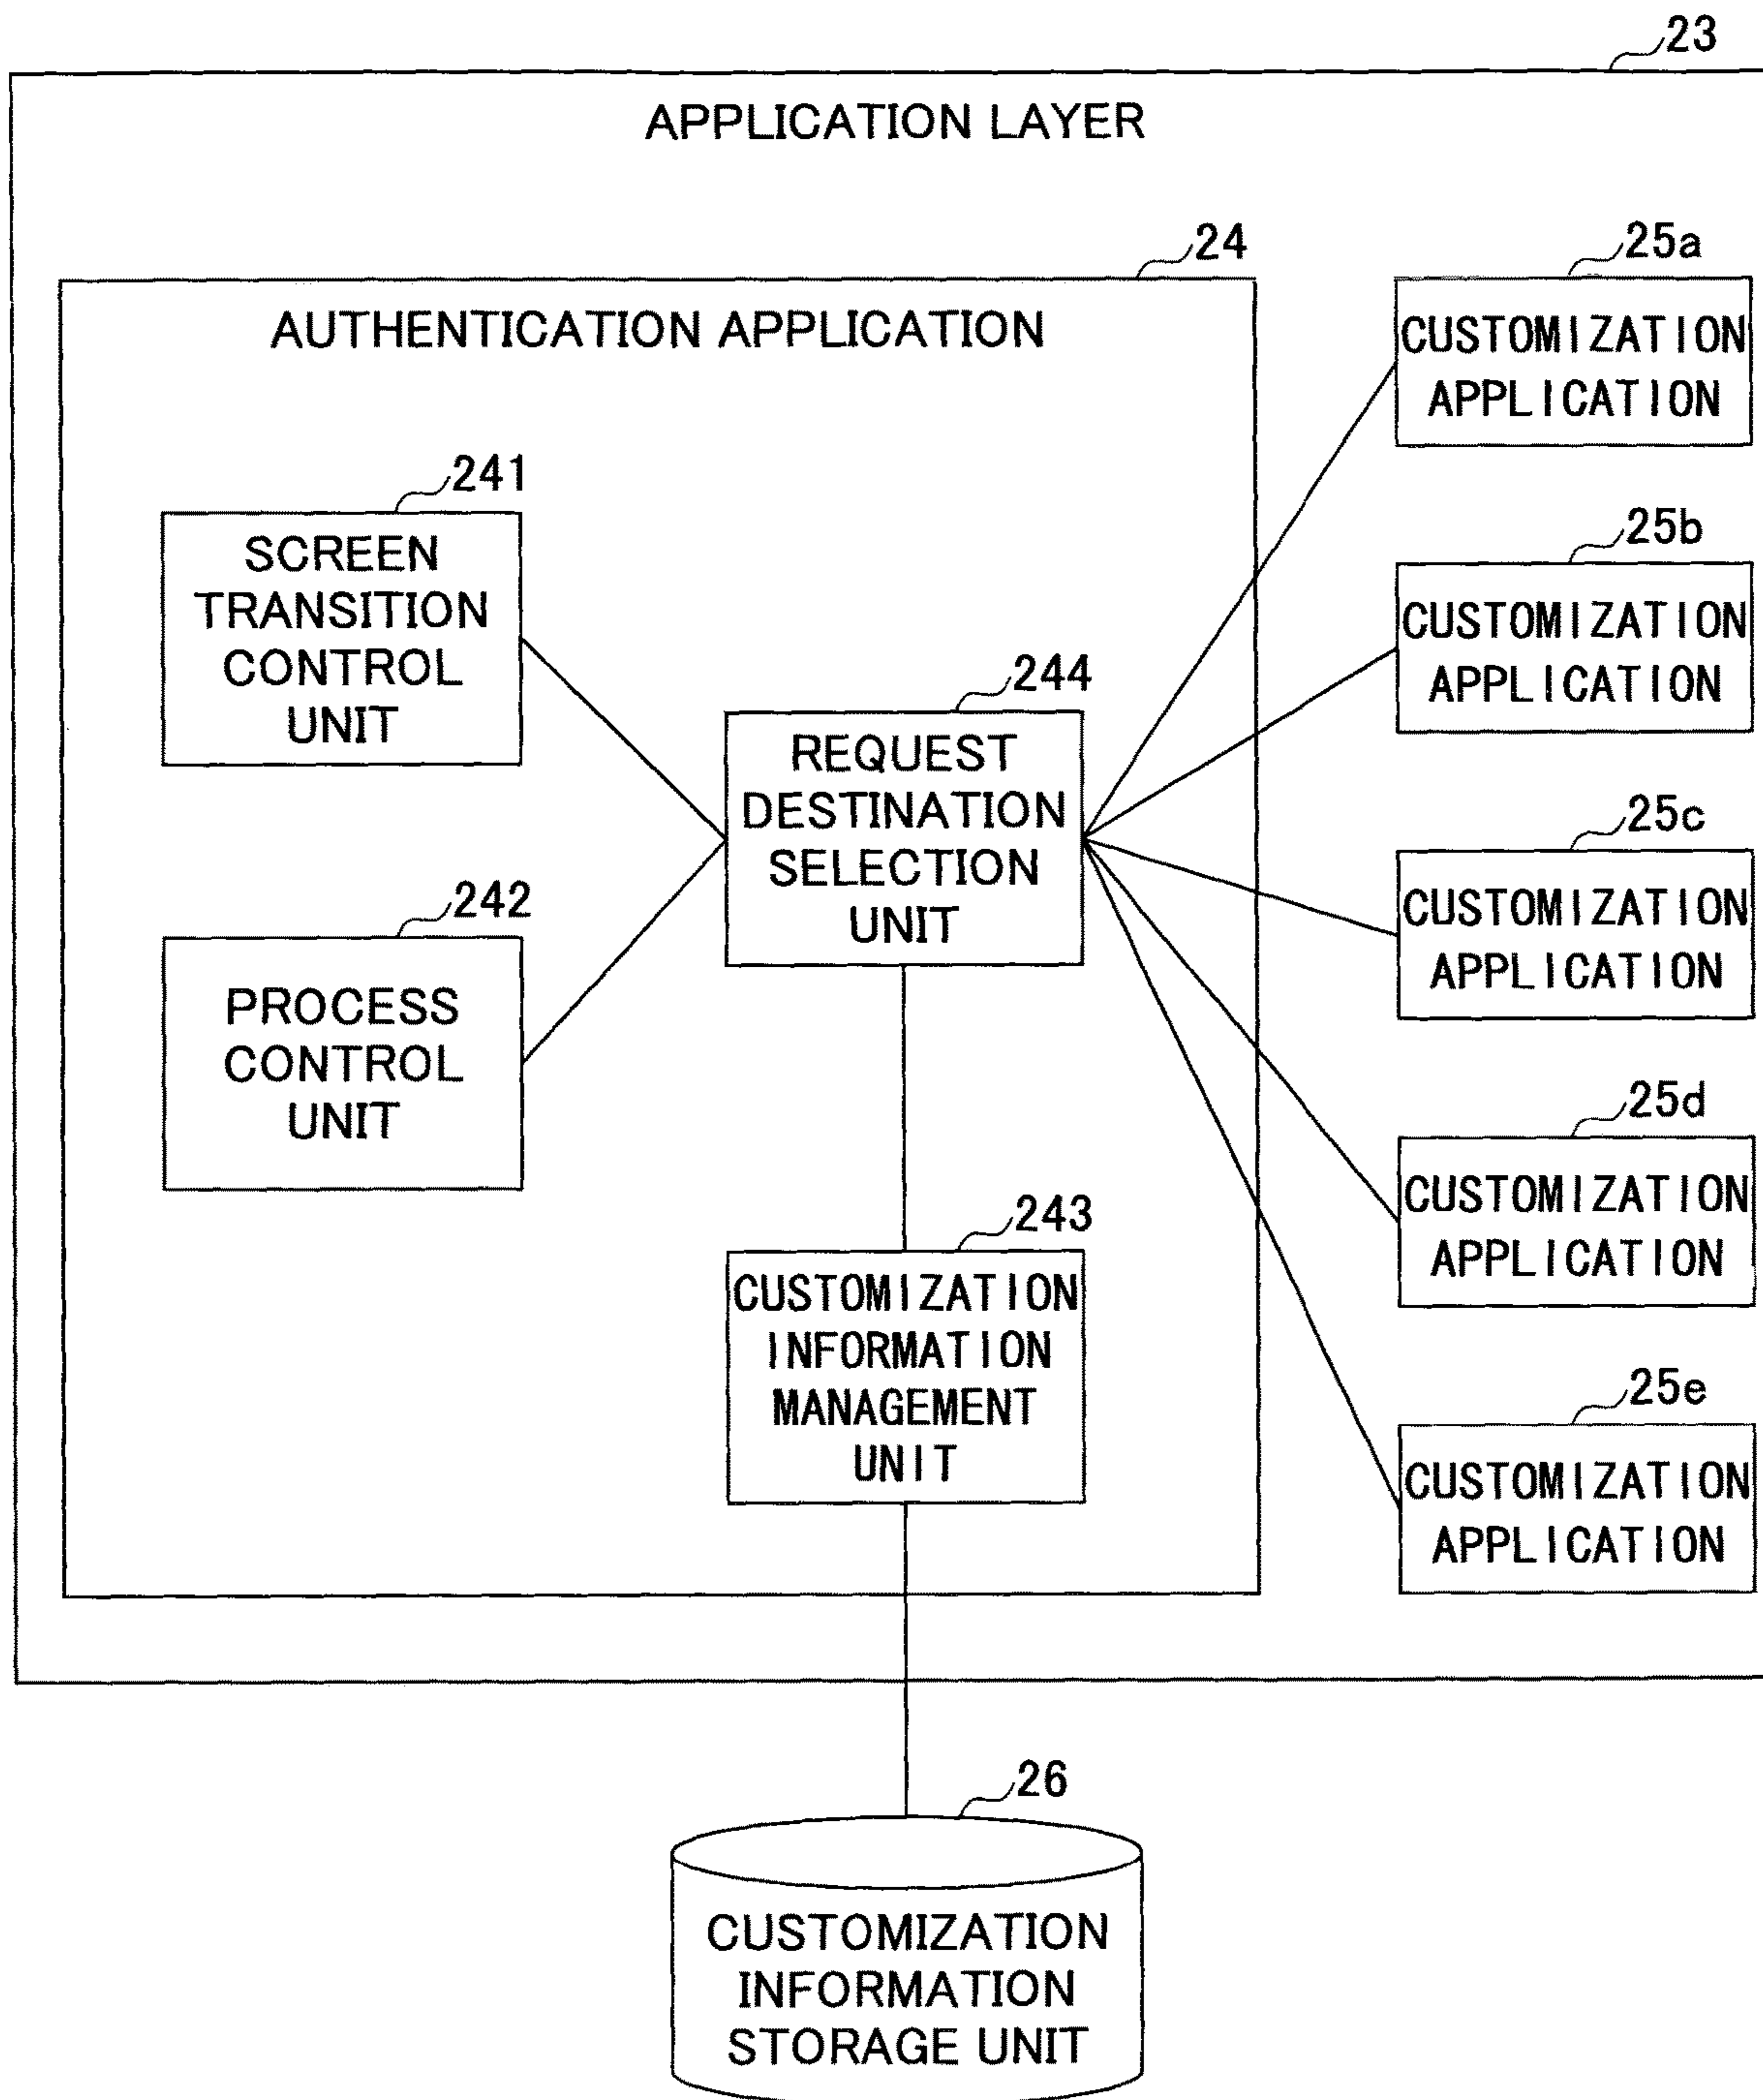 23
APPLICATION LAYER
24
AUTHENTICATION APPLICATION
25a
CUSTOMIZATION
APPLICATION
241
SCREEN
TRANSITION
CONTROL
UNIT
25b
CUSTOMIZATION
APPLICATION
244
REQUEST
DESTINATION
SELECTION
UNIT
25c
CUSTOMIZATION
APPLICATION
242
PROCESS
CONTROL
UNIT
25d
CUSTOMIZATION
APPLICATION
243
CUSTOMIZATION
INFORMATION
MANAGEMENT
UNIT
25e
CUSTOMIZATION
APPLICATION
26
CUSTOMIZATION
INFORMATION
STORAGE UNIT